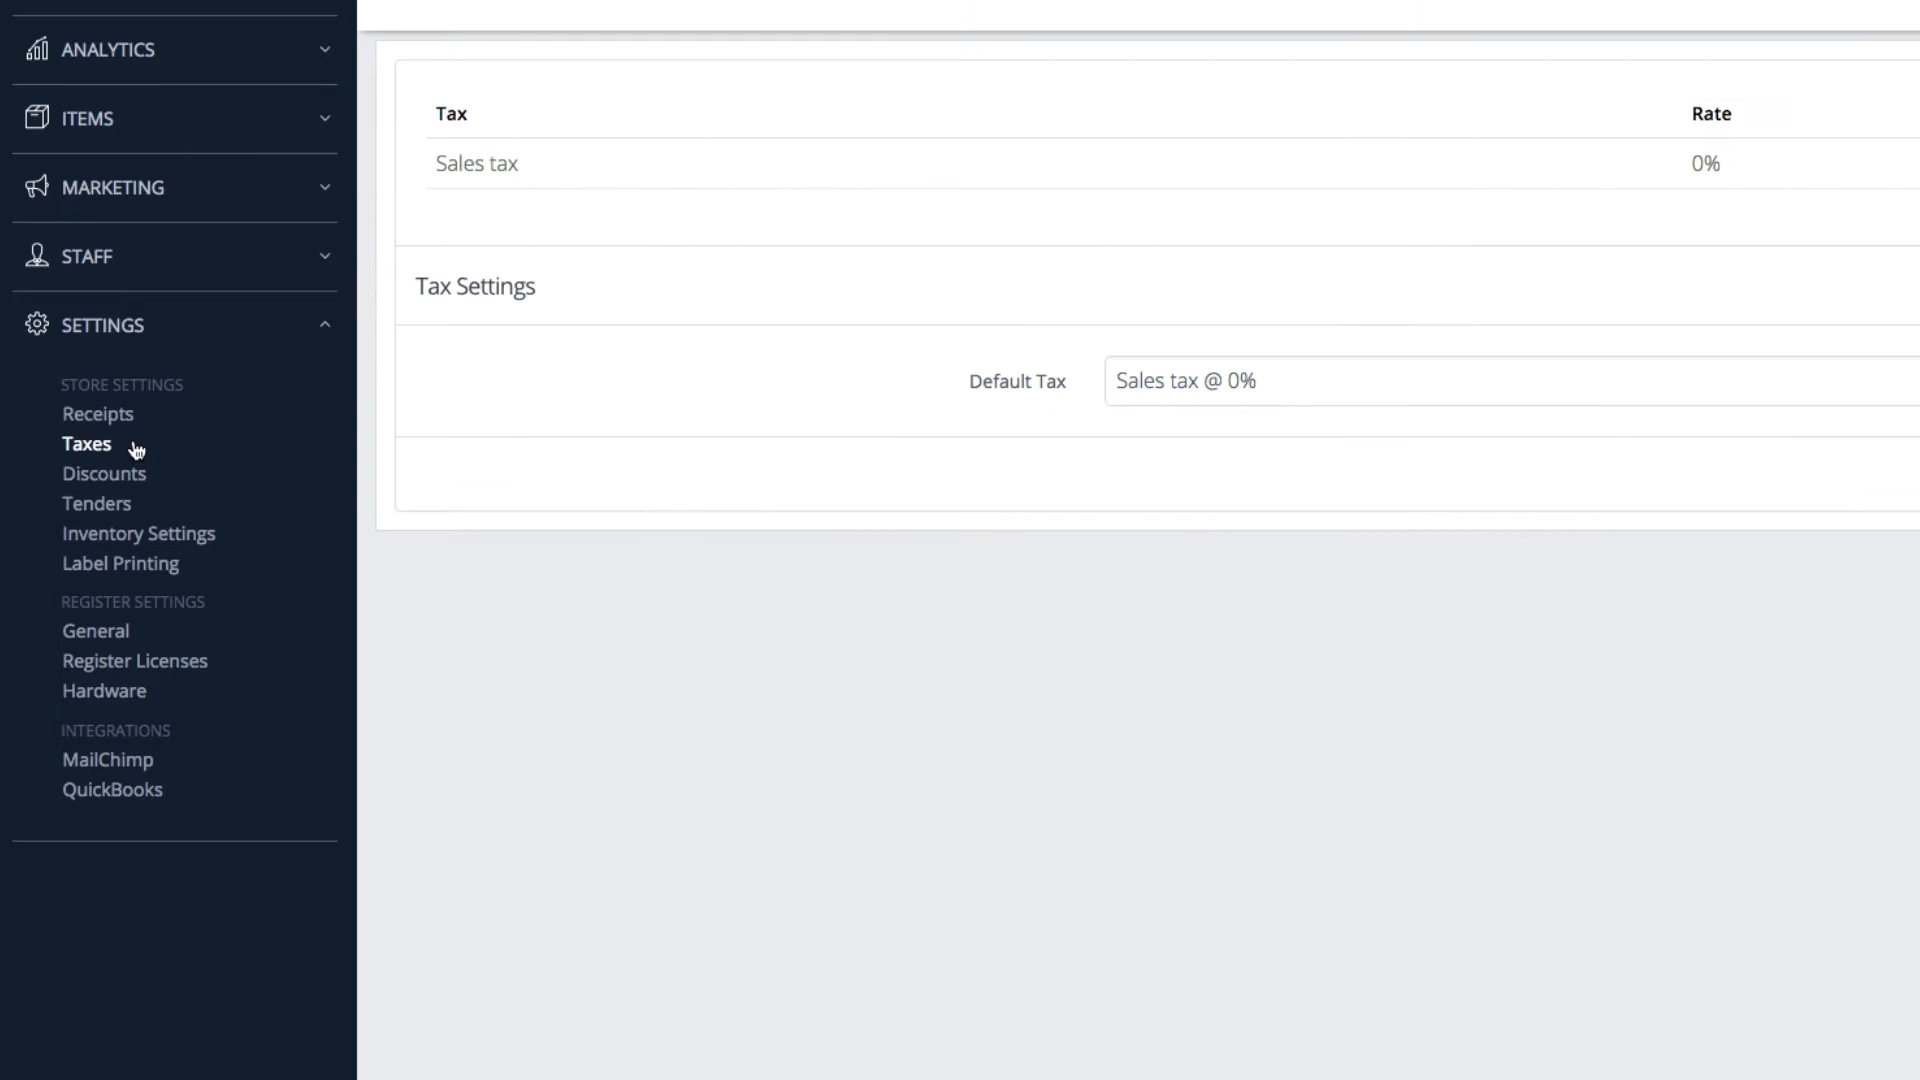 ANALYTICS
ITEMS
MARKETING
STAFF
SETTINGS
STORE SETTINGS
Receipts
Taxes
Discounts
Tenders
Inventory Settings
Label Printing
REGISTER SETTINGS
General
Register Licenses
Hardware
INTEGRATIONS
MailChimp
QuickBooks
Tax Rate
Sales tax 0%
Tax Settings
Default Tax Sales tax @ 0%